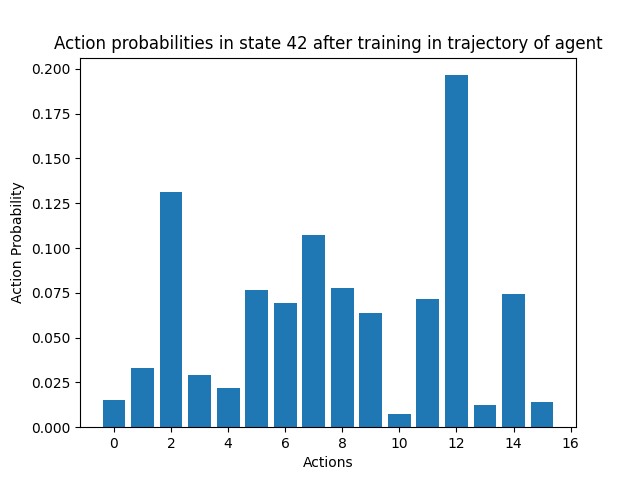 Action probabilities in state 42 after training in trajectory of agent
0.200
0.175
0.150
0.125
0.100
0.075
0.050
0.025
0.000
Action Probability
0 2 4 6 8 10 12 14 16
Actions